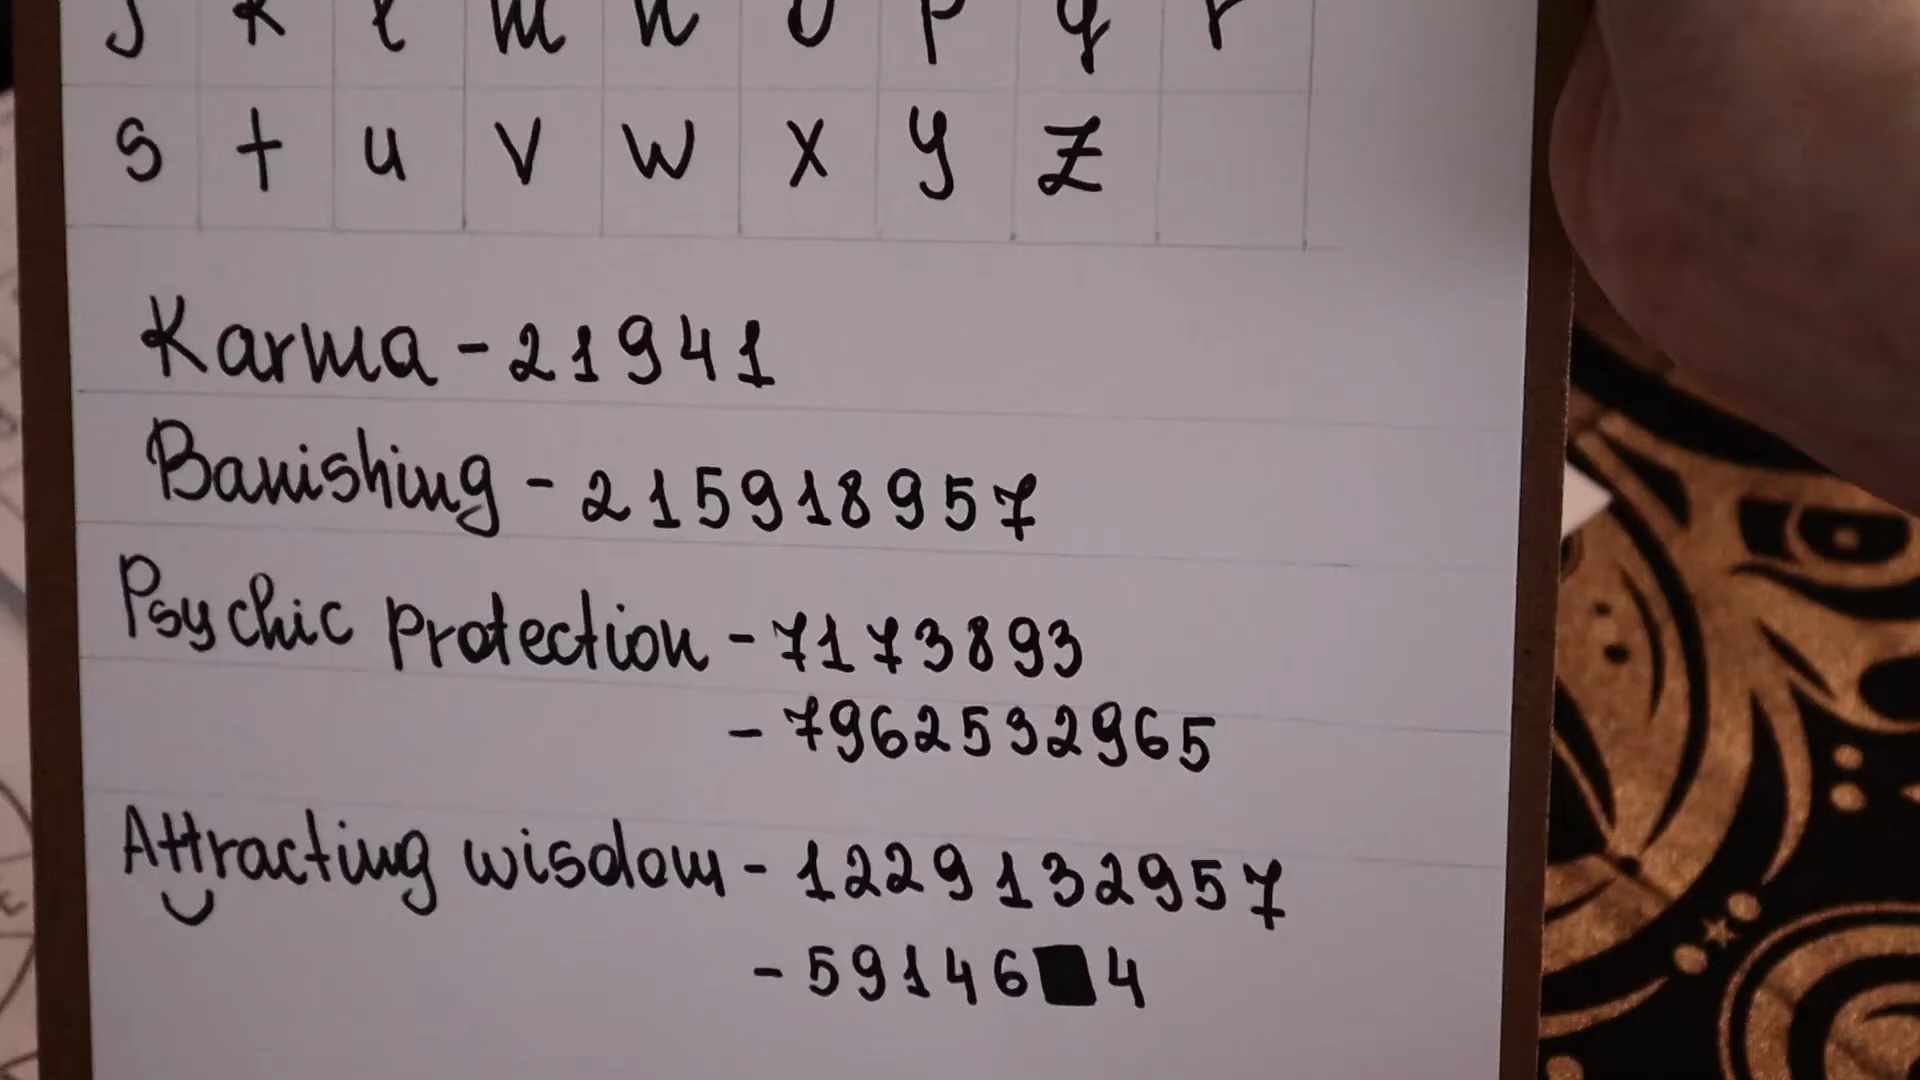 j k l m n o p q r
s t u v w x y z
Karma - 21941
Banishing - 215918957
Psychic protection - 7173893
- 7962532965
Attracting wisdom - 1229132957
- 59146 4